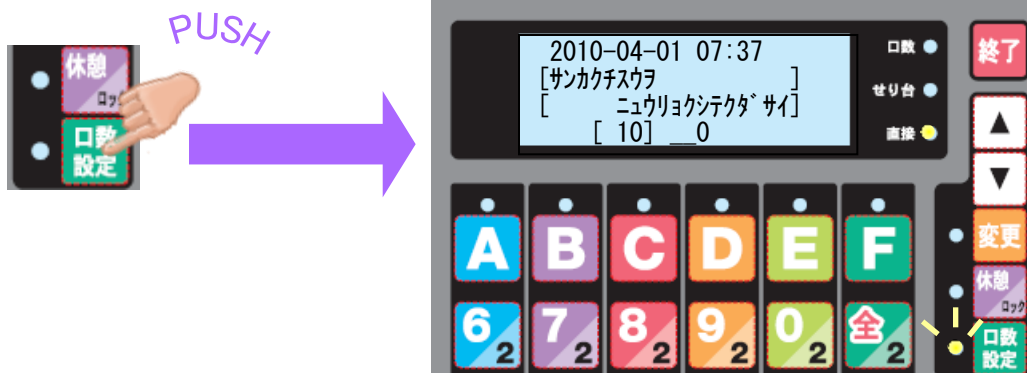 PUSH
休憩
ロック
口数
設定
2010-04-01 07:37
[サンカクチスウヲ ]
[ ニュウリョクシテクダサイ]
[ 10] __0
口数
せり台
直接
終了
▲
▼
A B C D E F
変更
休憩
ロック
6 2 7 2 8 2 9 2 0 2 全 2
口数
設定